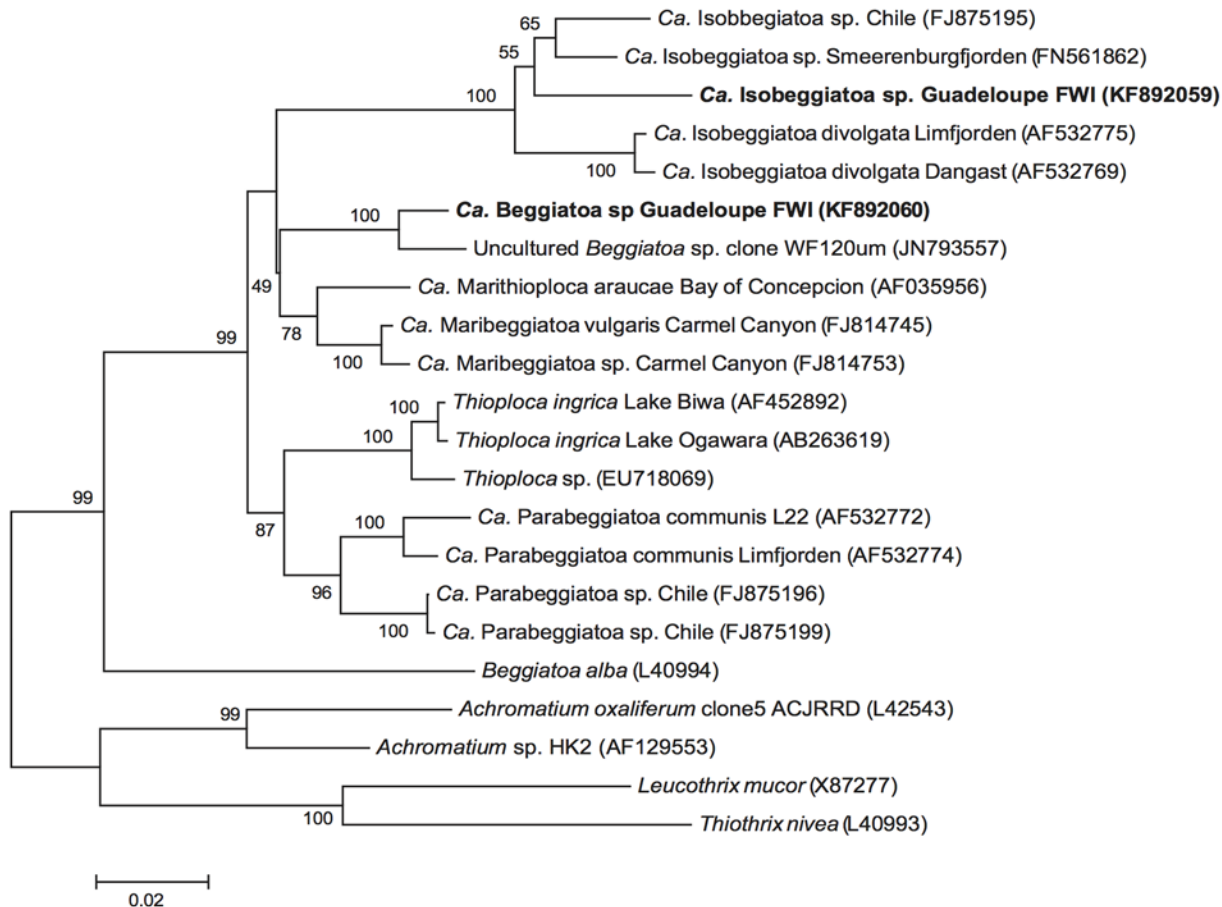 65
Ca. Isobbegiatoa sp. Chile (FJ875195)
55
Ca. Isobeggiatoa sp. Smeerenburgfjorden (FN561862)
100
Ca. Isobeggiatoa sp. Guadeloupe FWI (KF892059)
Ca. Isobeggiatoa divolgata Limfjorden (AF532775)
100
Ca. Isobeggiatoa divolgata Dangast (AF532769)
100
Ca. Beggiatoa sp Guadeloupe FWI (KF892060)
Uncultured Beggiatoa sp. clone WF120um (JN793557)
49
Ca. Marithioploca araucae Bay of Concepcion (AF035956)
99
78
Ca. Maribeggiatoa vulgaris Carmel Canyon (FJ814745)
100
Ca. Maribeggiatoa sp. Carmel Canyon (FJ814753)
100
Thioploca ingrica Lake Biwa (AF452892)
100
Thioploca ingrica Lake Ogawara (AB263619)
Thioploca sp. (EU718069)
99
87
100
Ca. Parabeggiatoa communis L22 (AF532772)
Ca. Parabeggiatoa communis Limfjorden (AF532774)
96
Ca. Parabeggiatoa sp. Chile (FJ875196)
100
Ca. Parabeggiatoa sp. Chile (FJ875199)
Beggiatoa alba (L40994)
99
Achromatium oxaliferum clone5 ACJRRD (L42543)
Achromatium sp. HK2 (AF129553)
Leucothrix mucor (X87277)
100
Thiothrix nivea (L40993)
0.02